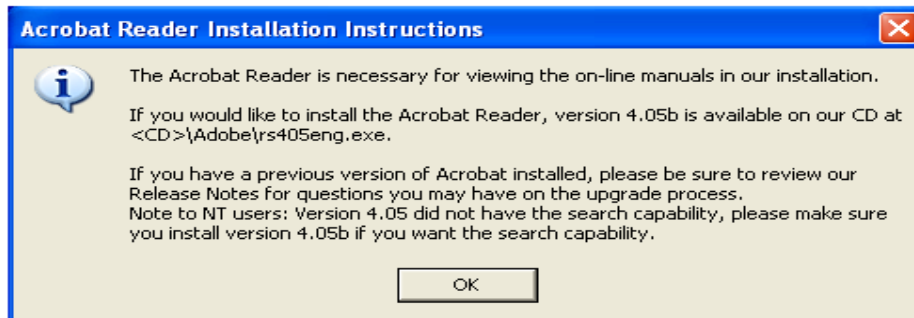 Acrobat Reader Installation Instructions
The Acrobat Reader is necessary for viewing the on-line manuals in our installation.
If you would like to install the Acrobat Reader, version 4.05b is available on our CD at
<CD>\Adobe\rs405eng.exe.
If you have a previous version of Acrobat installed, please be sure to review our
Release Notes for questions you may have on the upgrade process.
Note to NT users: Version 4.05 did not have the search capability, please make sure
you install version 4.05b if you want the search capability.
OK